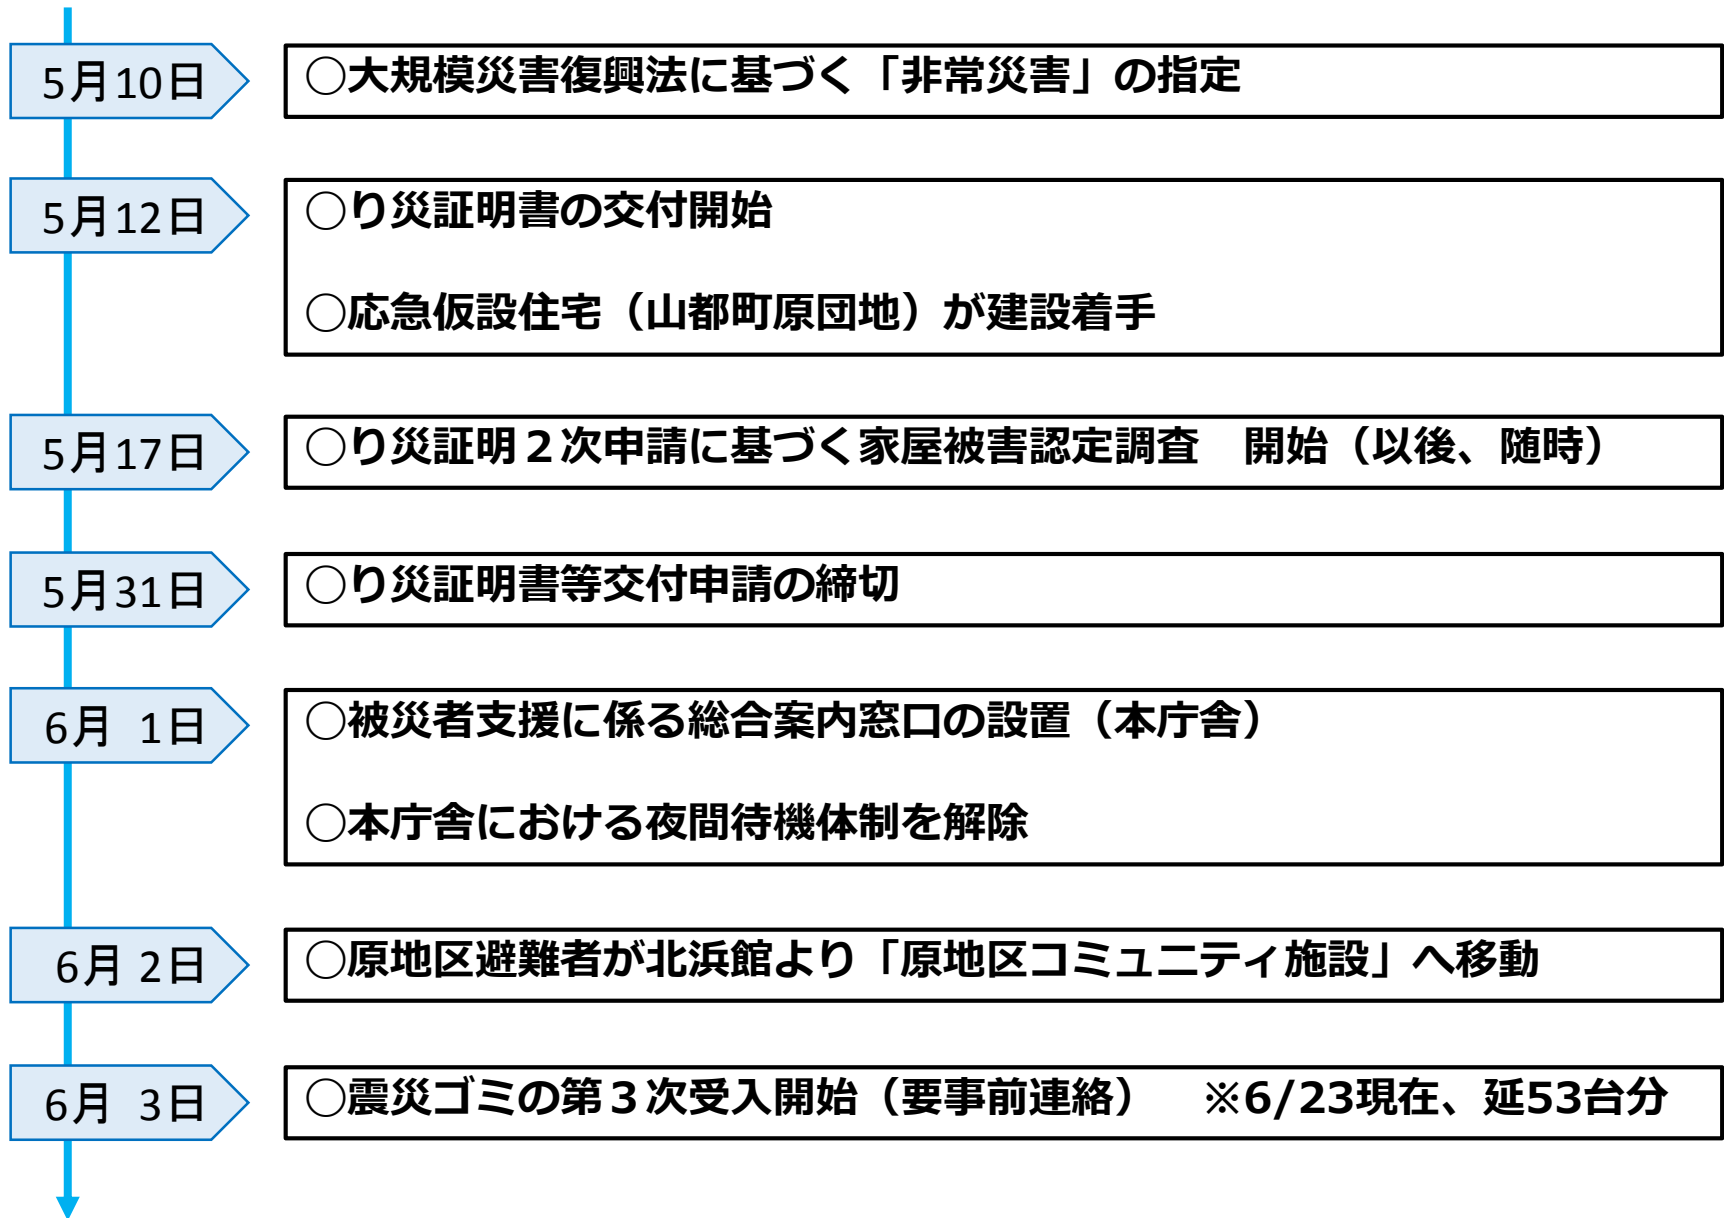 5月10日
○大規模災害復興法に基づく「非常災害」の指定
5月12日
○り災証明書の交付開始
○応急仮設住宅（山都町原団地）が建設着手
5月17日
○り災証明２次申請に基づく家屋被害認定調査　開始（以後、随時）
5月31日
○り災証明書等交付申請の締切
6月 1日
○被災者支援に係る総合案内窓口の設置（本庁舎）
○本庁舎における夜間待機体制を解除
6月 2日
○原地区避難者が北浜館より「原地区コミュニティ施設」へ移動
6月 3日
○震災ゴミの第３次受入開始（要事前連絡）　※6/23現在、延53台分